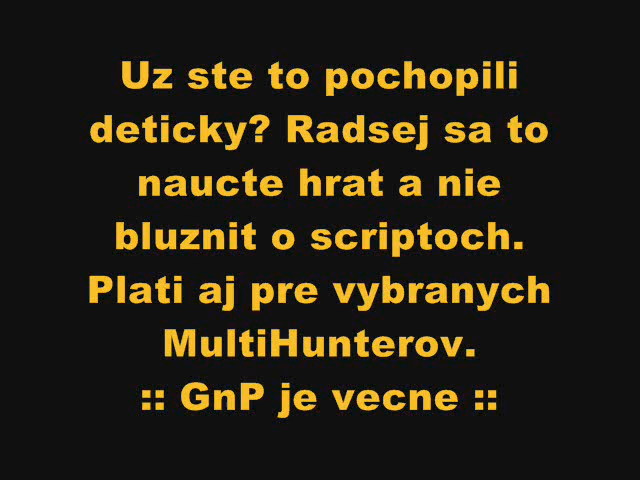 Uz ste to pochopili
deticky? Radsej sa to
naucte hrat a nie
bluznit o scriptoch.
Plati aj pre vybranych
MultiHunterov.
:: GnP je vecne ::